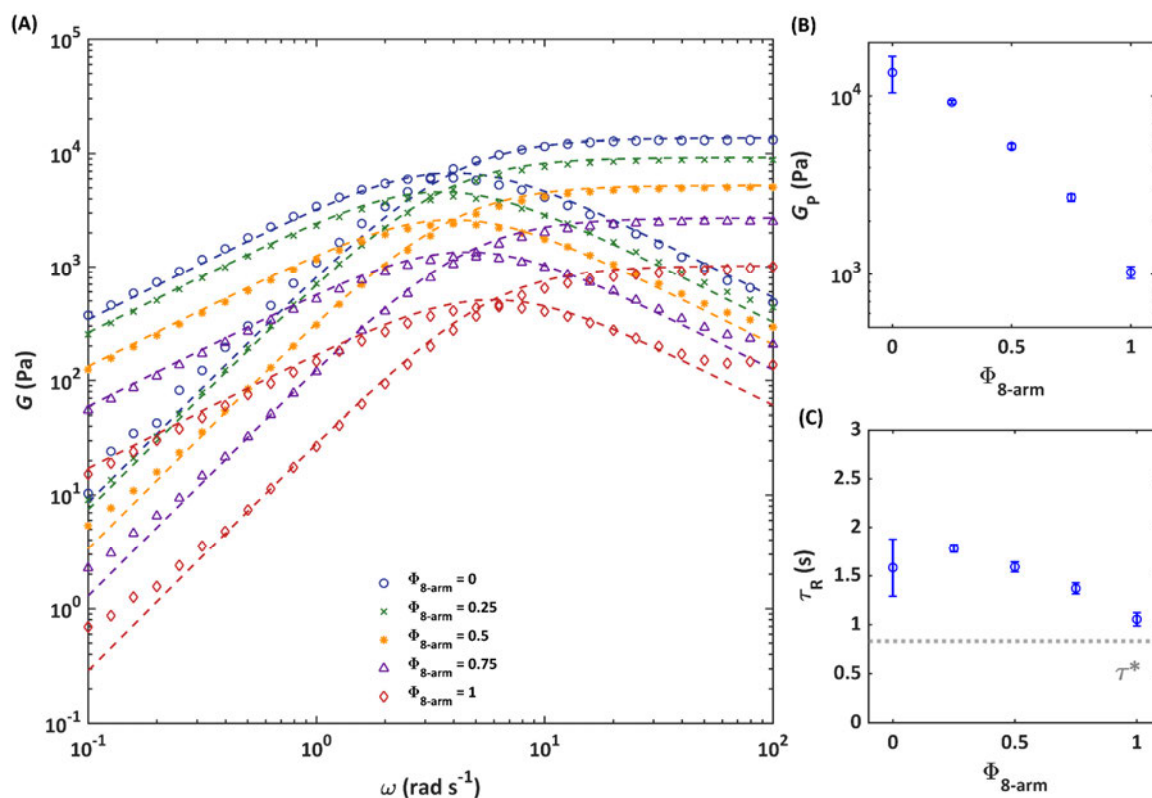 (A)
10^5
10^4
10^3
10^2
10^1
10^0
10^-1
G (Pa)
Φ8-arm = 0
Φ8-arm = 0.25
Φ8-arm = 0.5
Φ8-arm = 0.75
Φ8-arm = 1
10^-1 10^0 10^1 10^2
ω (rad s^-1)
(B)
10^4
10^3
G_P (Pa)
0 0.5 1
Φ8-arm
(C)
3
2.5
2
1.5
1
0.5
0
τ_R (s)
τ*
0 0.5 1
Φ8-arm